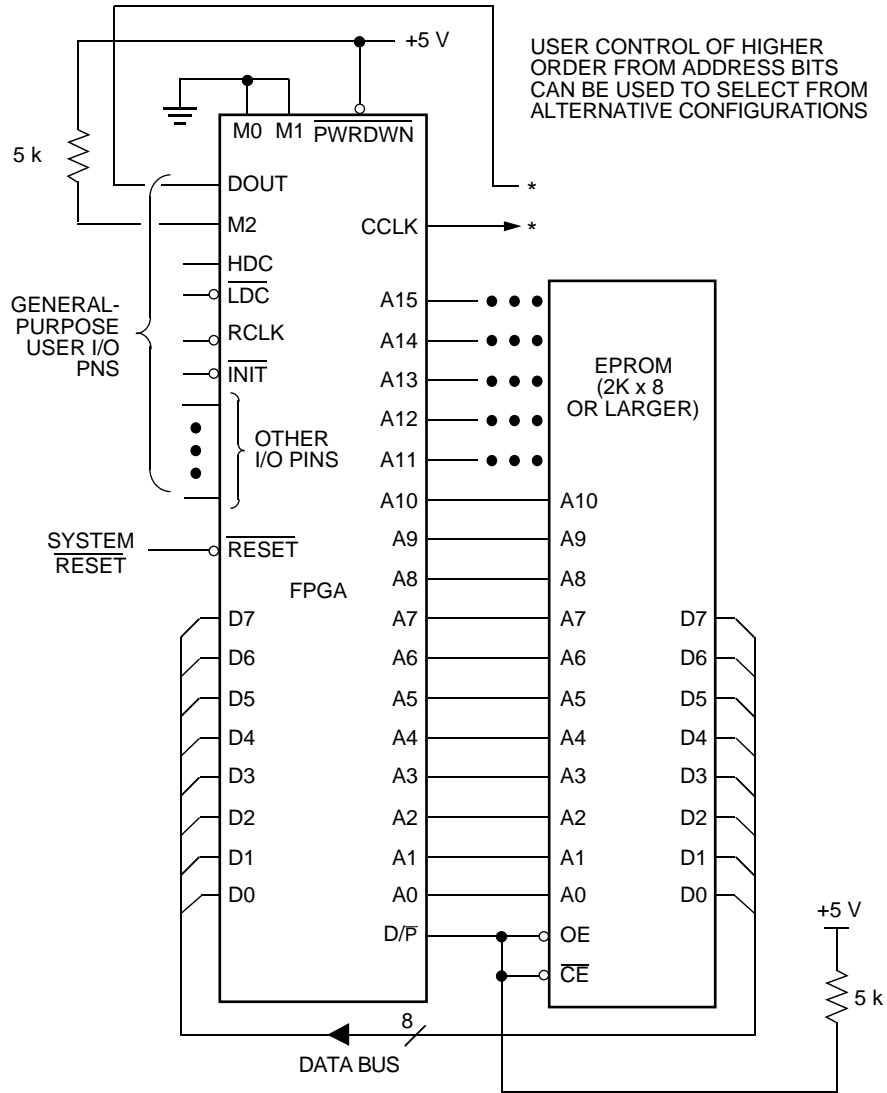 +5 V
USER CONTROL OF HIGHER
ORDER FROM ADDRESS BITS
CAN BE USED TO SELECT FROM
ALTERNATIVE CONFIGURATIONS
M0 M1 PWRDWN
5 k
DOUT
*
M2
CCLK
*
HDC
LDC
RCLK
INIT
GENERAL-
PURPOSE
USER I/O
PNS
OTHER
I/O PINS
SYSTEM
RESET
RESET
FPGA
D7
D6
D5
D4
D3
D2
D1
D0
A15
A14
A13
A12
A11
A10
A9
A8
A7
A6
A5
A4
A3
A2
A1
A0
D/P
EPROM
(2K x 8
OR LARGER)
A10
A9
A8
A7
A6
A5
A4
A3
A2
A1
A0
OE
CE
D7
D6
D5
D4
D3
D2
D1
D0
+5 V
5 k
8
DATA BUS